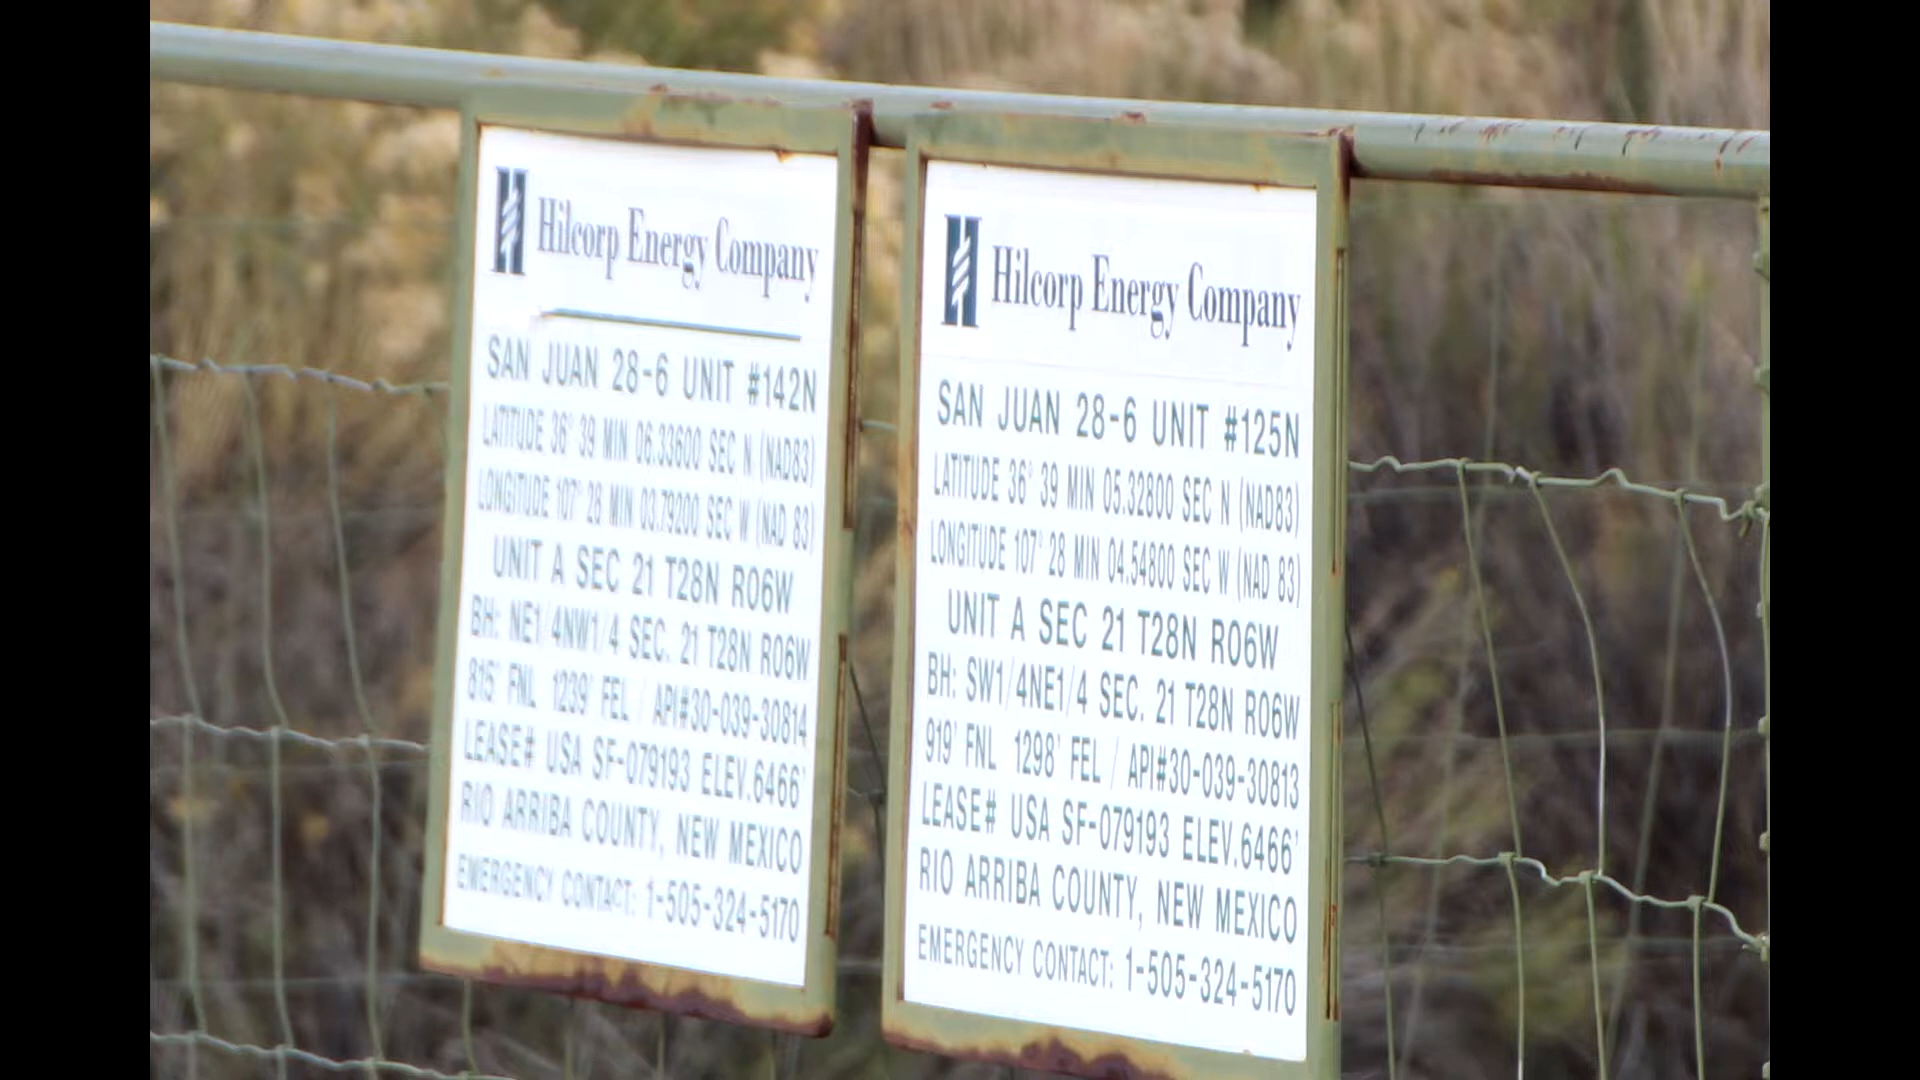 Hilcorp Energy Company
SAN JUAN 28-6 UNIT #142N
LATITUDE 36° 39 MIN 06.33600 SEC N (NAD83)
LONGITUDE 107° 28 MIN 03.79200 SEC W (NAD 83)
UNIT A SEC 21 T28N R06W
BH: NE1/4NW1/4 SEC. 21 T28N R06W
815' FNL 1239' FEL / API#30-039-30814
LEASE# USA SF-079193 ELEV.6466'
RIO ARRIBA COUNTY, NEW MEXICO
EMERGENCY CONTACT: 1-505-324-5170
Hilcorp Energy Company
SAN JUAN 28-6 UNIT #125N
LATITUDE 36° 39 MIN 05.32800 SEC N (NAD83)
LONGITUDE 107° 28 MIN 04.54800 SEC W (NAD 83)
UNIT A SEC 21 T28N R06W
BH: SW1/4NE1/4 SEC. 21 T28N R06W
919' FNL 1298' FEL / API#30-039-30813
LEASE# USA SF-079193 ELEV.6466'
RIO ARRIBA COUNTY, NEW MEXICO
EMERGENCY CONTACT: 1-505-324-5170